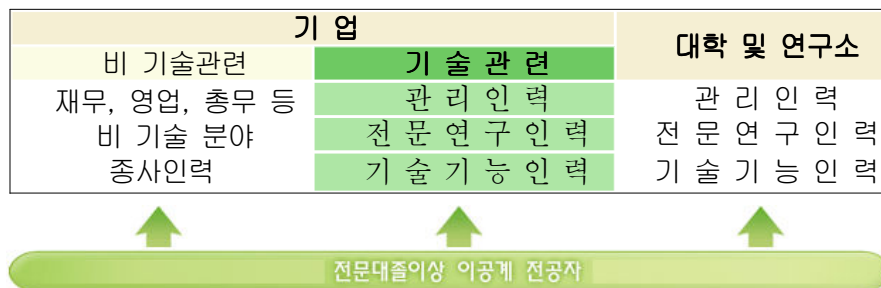 기 업
대학 및 연구소
비 기술관련
기 술 관 련
재무, 영업, 총무 등
비 기술 분야
종사인력
관 리 인 력
전 문 연 구 인 력
기 술 기 능 인 력
관 리 인 력
전 문 연 구 인 력
기 술 기 능 인 력
전문대졸이상 이공계 전공자